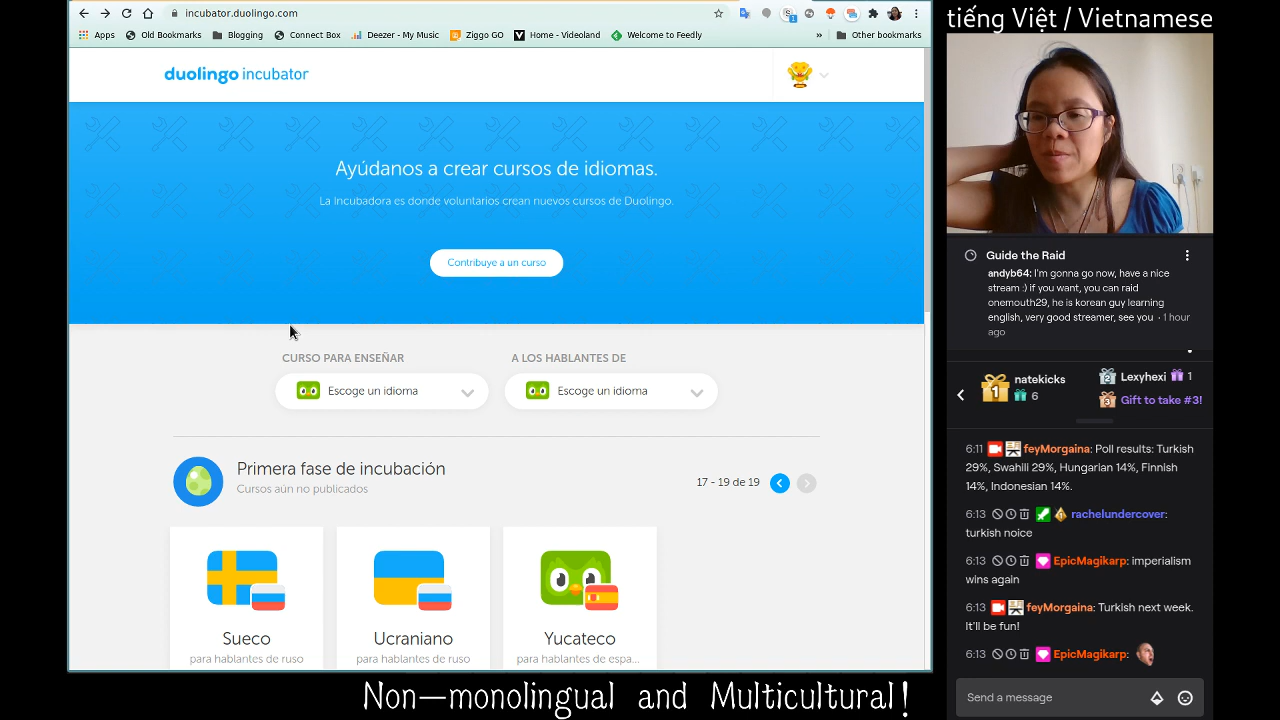 incubator.duolingo.com
Apps
Old Bookmarks
Blogging
Connect Box
Deezer - My Music
Ziggo GO
Home - Videoland
Welcome to Feedly
»
Other bookmarks
duolingo incubator
Ayúdanos a crear cursos de idiomas.
La Incubadora es donde voluntarios crean nuevos cursos de Duolingo.
Contribuye a un curso
CURSO PARA ENSEÑAR
A LOS HABLANTES DE
Escoge un idioma
Escoge un idioma
Primera fase de incubación
Cursos aún no publicados
17 - 19 de 19
Sueco
para hablantes de ruso
Ucraniano
para hablantes de ruso
Yucateco
para hablantes de espa...
Non-monolingual and Multicultural!
tiếng Việt / Vietnamese
Guide the Raid
andyb64: I'm gonna go now, have a nice
stream :) if you want, you can raid
onemouth29, he is korean guy learning
english, very good streamer, see you • 1 hour
ago
1
natekicks
6
2
Lexyhexi 1
3
Gift to take #3!
6:11 feyMorgaina: Poll results: Turkish
29%, Swahili 29%, Hungarian 14%, Finnish
14%, Indonesian 14%.
6:13 rachelundercover:
turkish noice
6:13 EpicMagikarp: imperialism
wins again
6:13 feyMorgaina: Turkish next week.
It'll be fun!
6:13 EpicMagikarp:
Send a message